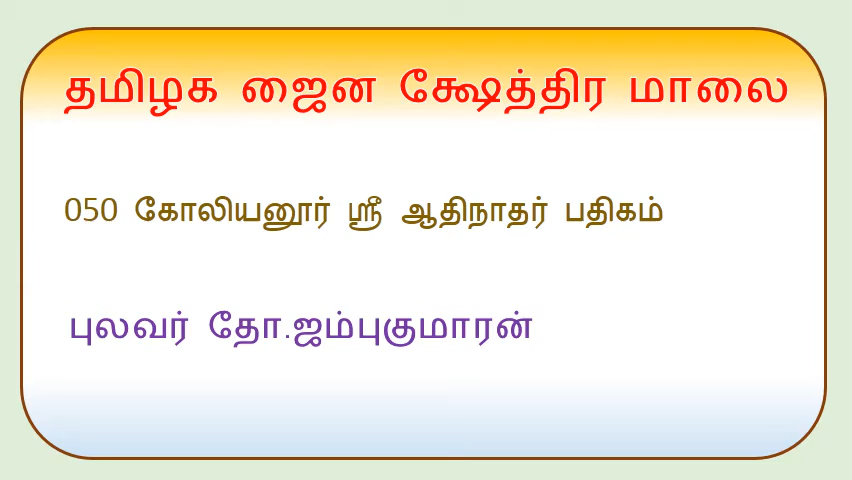 தமிழக ஜைன க்ஷேத்திர மாலை
050 கோலியனூர் ஸ்ரீ ஆதிநாதர் பதிகம்
புலவர் தோ.ஜம்புகுமாரன்